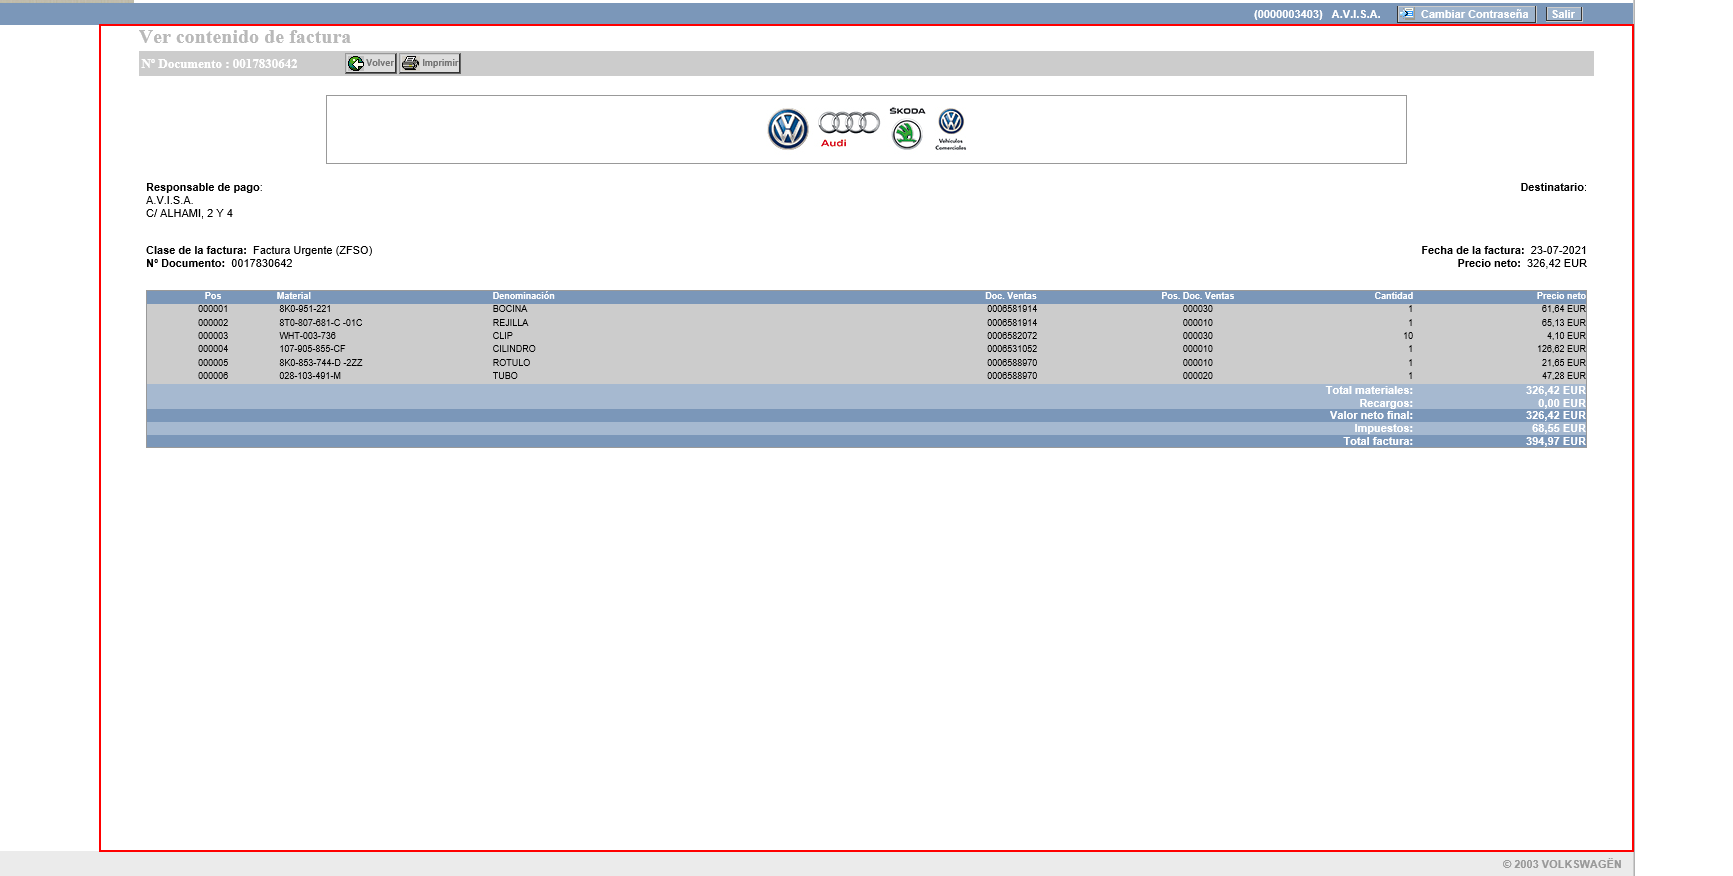 (0000003403) A.V.I.S.A. Cambiar Contraseña Salir
Ver contenido de factura
Nº Documento : 0017830642 Volver Imprimir
ŠKODA
Audi
Vehículos
Comerciales
Responsable de pago: Destinatario:
A.V.I.S.A.
C/ ALHAMI, 2 Y 4
Clase de la factura: Factura Urgente (ZFSO) Fecha de la factura: 23-07-2021
Nº Documento: 0017830642 Precio neto: 326,42 EUR
Pos Material Denominación Doc. Ventas Pos. Doc. Ventas Cantidad Precio neto
000001 8K0-951-221 BOCINA 0006581914 000030 1 61,64 EUR
000002 8T0-807-681-C -01C REJILLA 0006581914 000010 1 65,13 EUR
000003 WHT-003-736 CLIP 0006582072 000030 10 4,10 EUR
000004 107-905-855-CF CILINDRO 0006531052 000010 1 126,62 EUR
000005 8K0-853-744-D -2ZZ ROTULO 0006588970 000010 1 21,65 EUR
000006 028-103-491-M TUBO 0006588970 000020 1 47,28 EUR
Total materiales: 326,42 EUR
Recargos: 0,00 EUR
Valor neto final: 326,42 EUR
Impuestos: 68,55 EUR
Total factura: 394,97 EUR
© 2003 VOLKSWAGËN